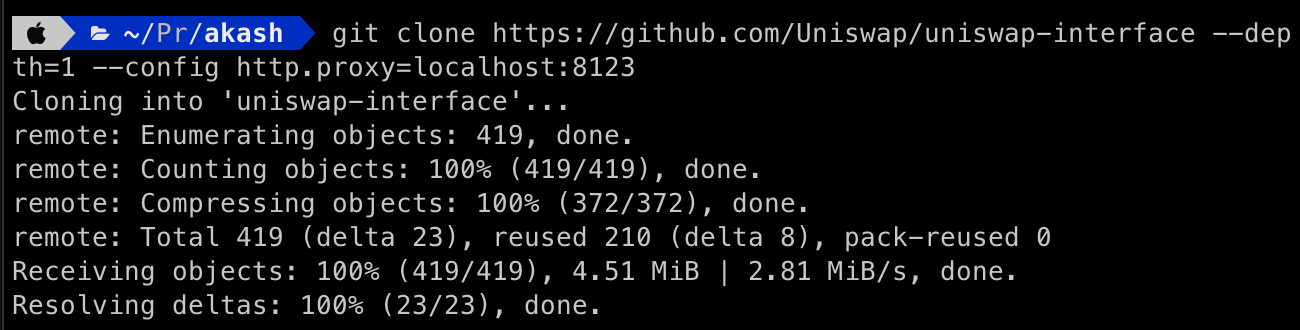 ~/Pr/akash git clone https://github.com/Uniswap/uniswap-interface --dep
th=1 --config http.proxy=localhost:8123
Cloning into 'uniswap-interface'...
remote: Enumerating objects: 419, done.
remote: Counting objects: 100% (419/419), done.
remote: Compressing objects: 100% (372/372), done.
remote: Total 419 (delta 23), reused 210 (delta 8), pack-reused 0
Receiving objects: 100% (419/419), 4.51 MiB | 2.81 MiB/s, done.
Resolving deltas: 100% (23/23), done.